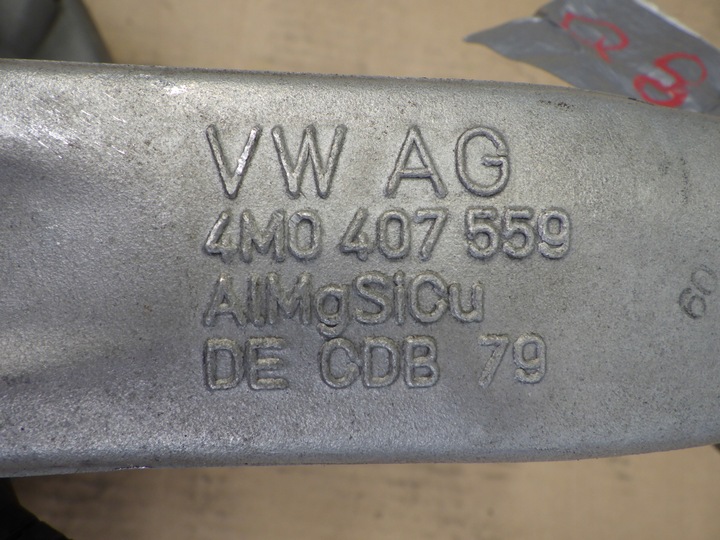 VW AG
4M0 407 559
AlMgSiCu
DE CDB 79
60